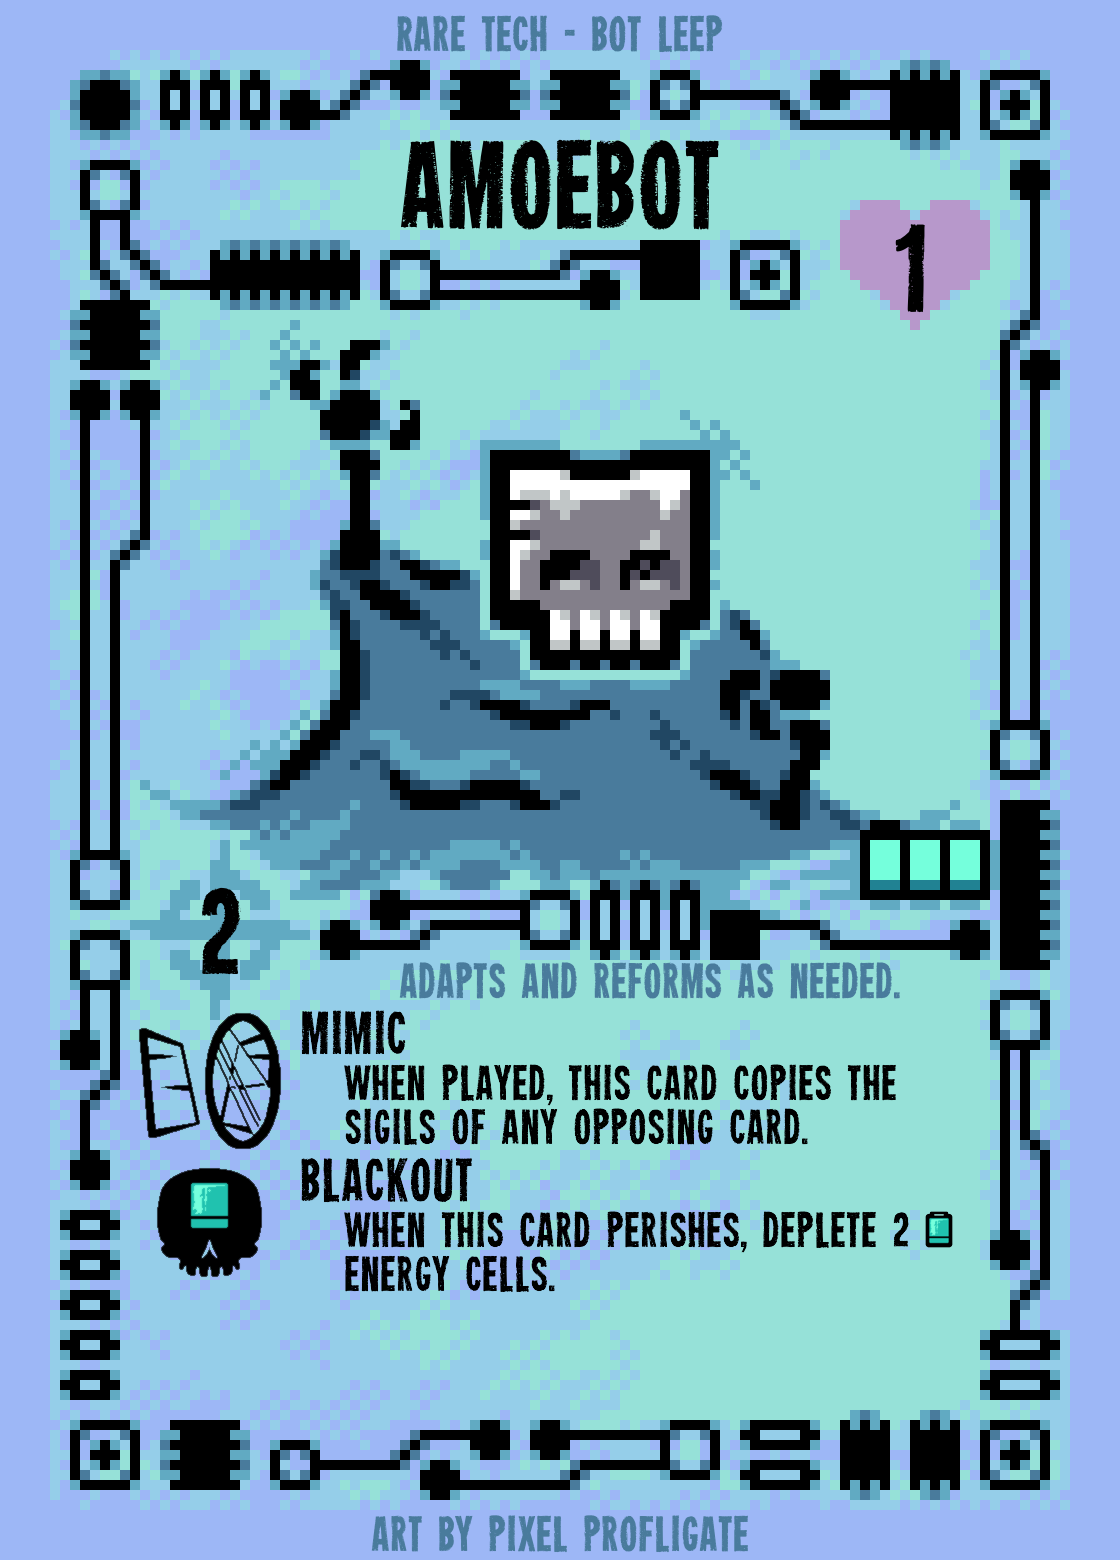 RARE TECH - BOT LEEP
AMOEBOT
1
2
ADAPTS AND REFORMS AS NEEDED.
MIMIC
WHEN PLAYED, THIS CARD COPIES THE
SIGILS OF ANY OPPOSING CARD.
BLACKOUT
WHEN THIS CARD PERISHES, DEPLETE 2
ENERGY CELLS.
ART BY PIXEL PROFLIGATE